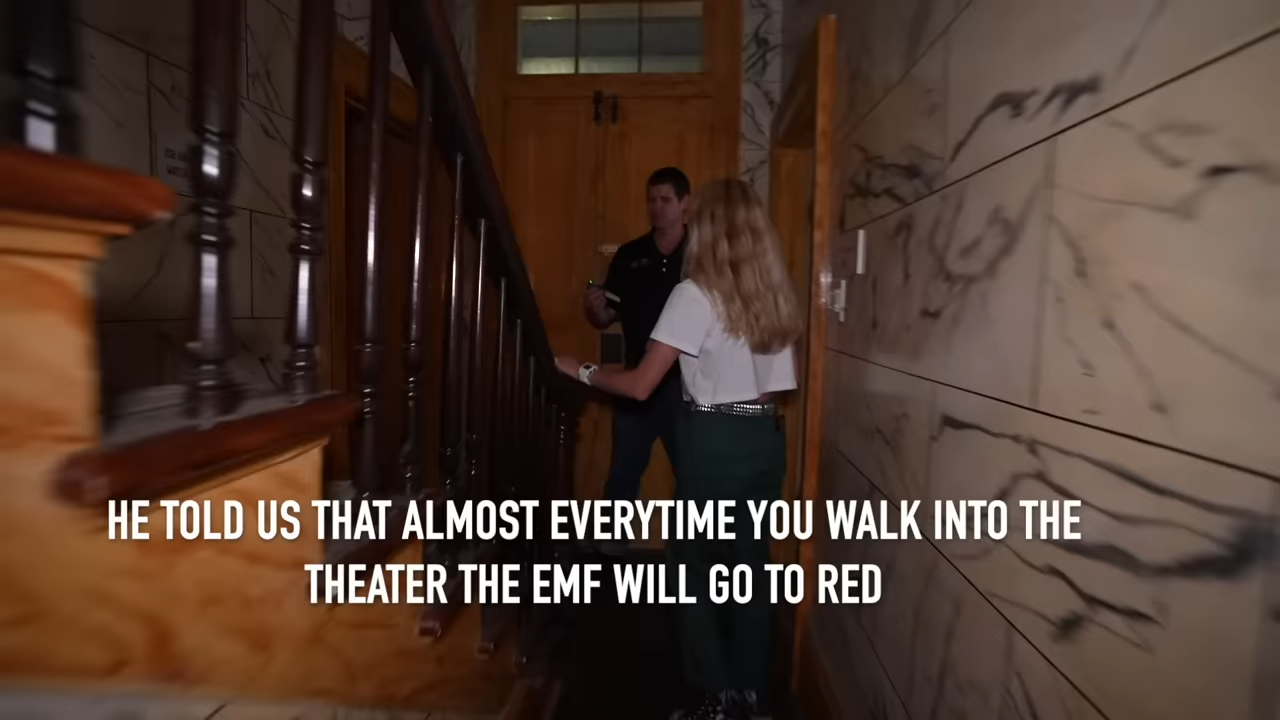 HE TOLD US THAT ALMOST EVERYTIME YOU WALK INTO THE
THEATER THE EMF WILL GO TO RED